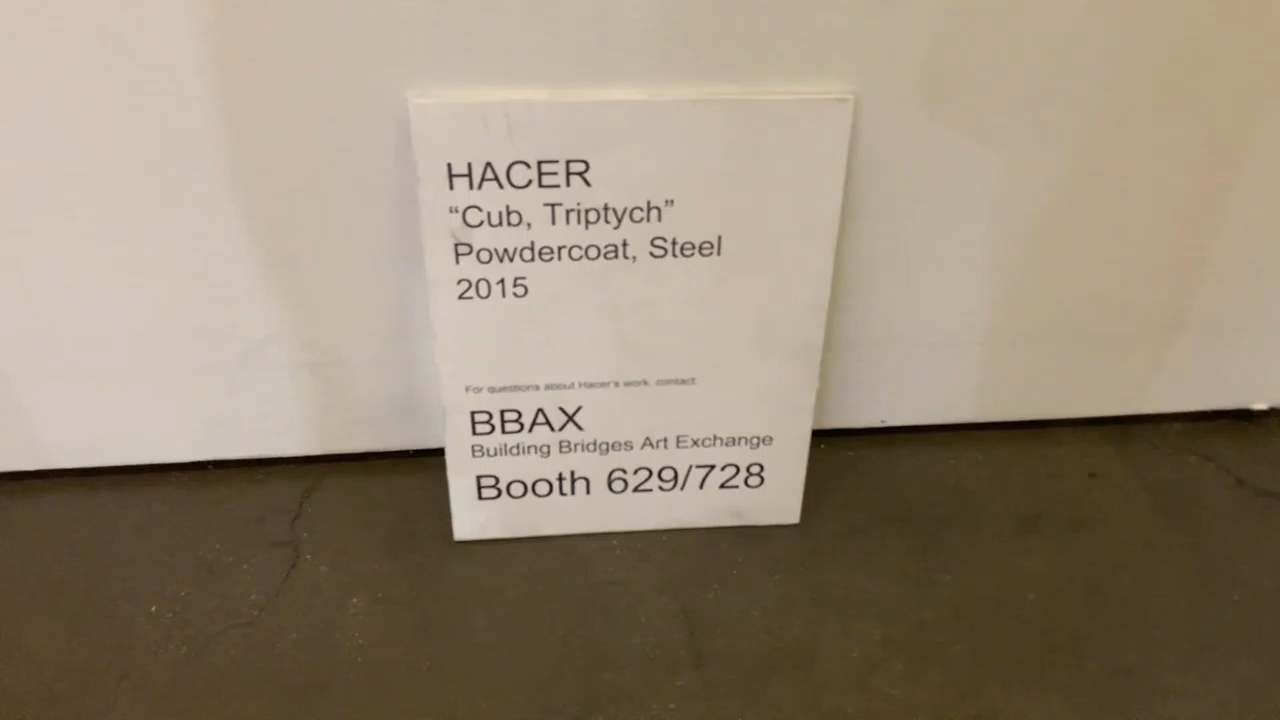 HACER
“Cub, Triptych”
Powdercoat, Steel
2015
For questions about Hacer's work, contact:
BBAX
Building Bridges Art Exchange
Booth 629/728